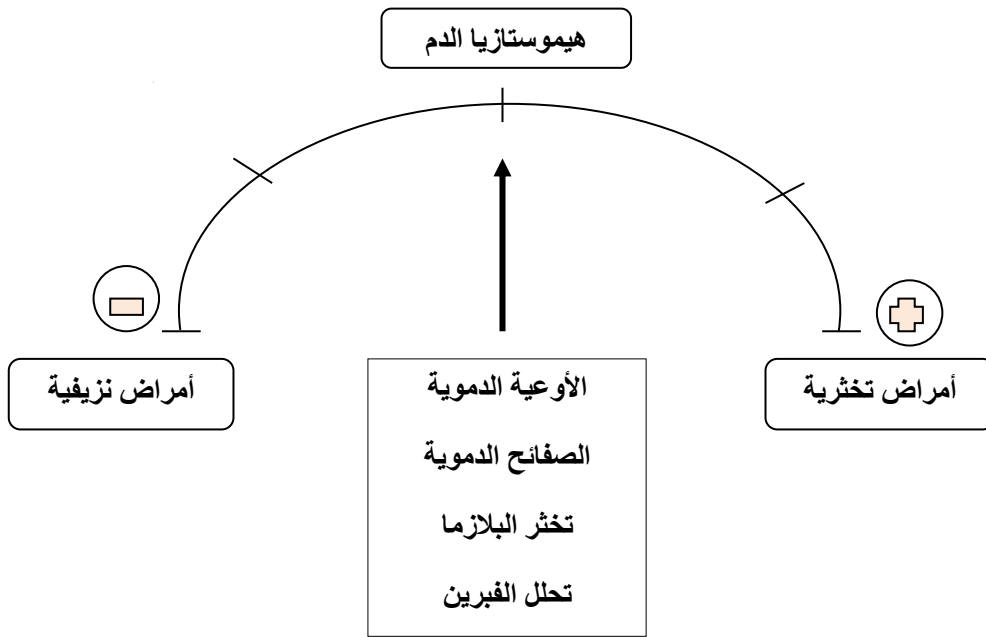 هيموستازيا الدم
أمراض تخثرية
أمراض نزيفية
الأوعية الدموية
الصفائح الدموية
تخثر البلازما
تحلل الفبرين